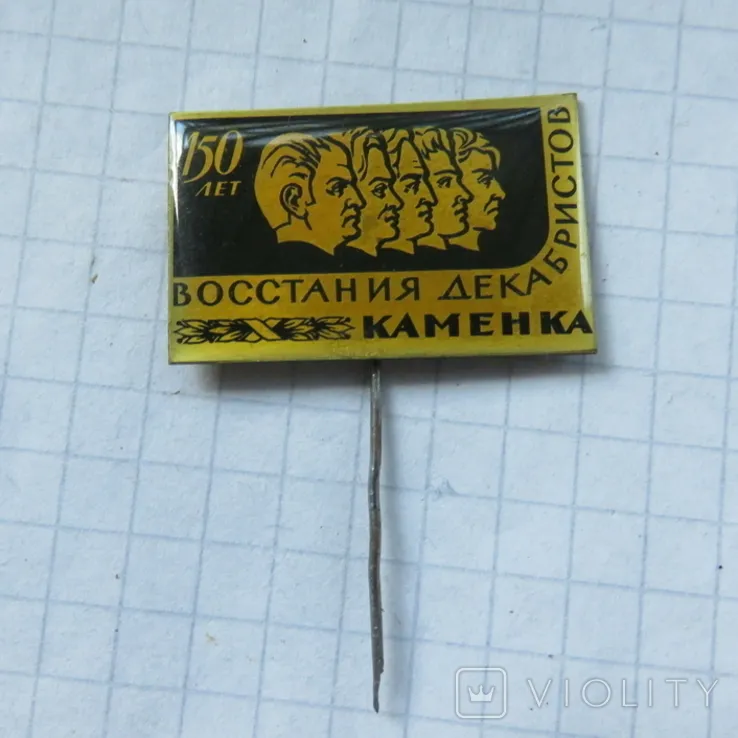 150
ЛЕТ
ВОССТАНИЯ ДЕКАБРИСТОВ
КАМЕНКА
VIOLITY